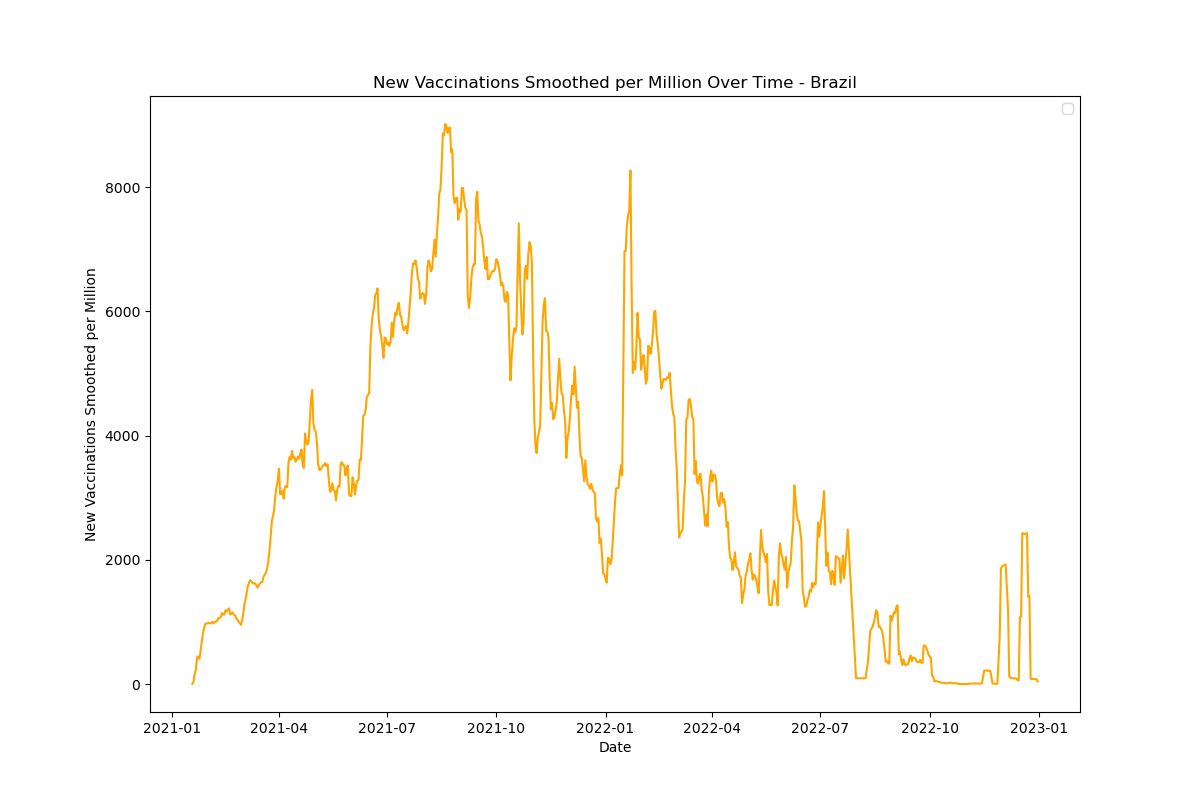 New Vaccinations Smoothed per Million Over Time - Brazil
New Vaccinations Smoothed per Million
8000
6000
4000
2000
0
2021-01 2021-04 2021-07 2021-10 2022-01 2022-04 2022-07 2022-10 2023-01
Date